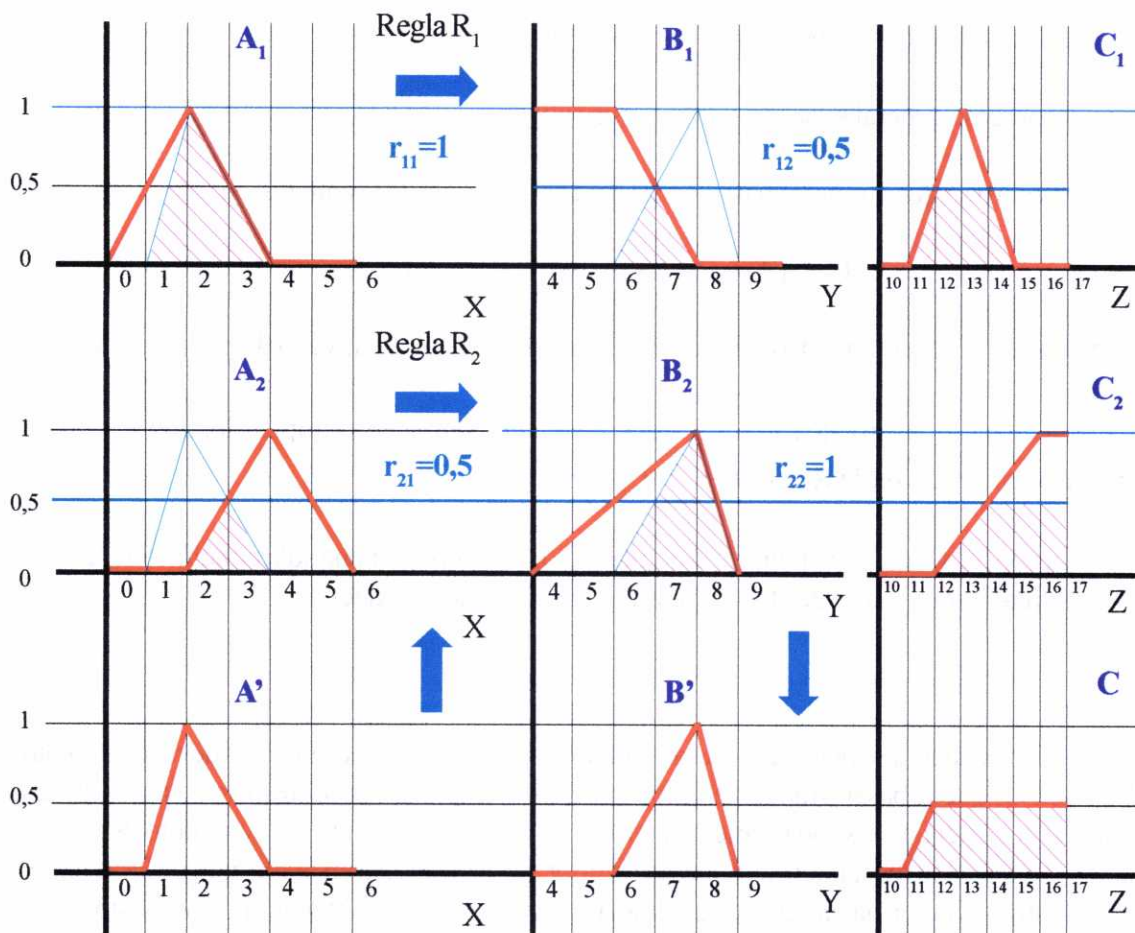 A₁ Regla R₁ B₁ C₁
1
r₁₁=1 r₁₂=0,5
0,5
0
0 1 2 3 4 5 6 4 5 6 7 8 9 10 11 12 13 14 15 16 17
X Y Z
Regla R₂
A₂ B₂ C₂
1
r₂₁=0,5 r₂₂=1
0,5
0
0 1 2 3 4 5 6 4 5 6 7 8 9 10 11 12 13 14 15 16 17
X Y Z
A' B' C
1
0,5
0
0 1 2 3 4 5 6 4 5 6 7 8 9 10 11 12 13 14 15 16 17
X Y Z